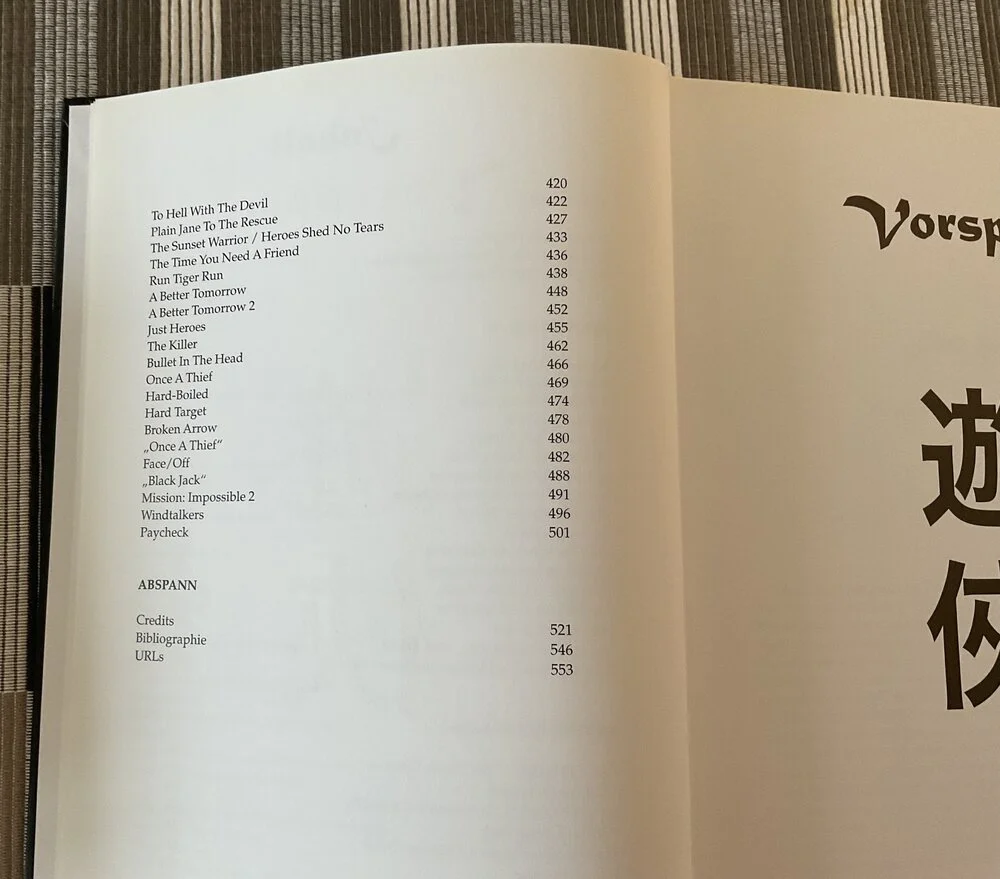 To Hell With The Devil 420
Plain Jane To The Rescue 422
The Sunset Warrior / Heroes Shed No Tears 427
The Time You Need A Friend 433
Run Tiger Run 436
A Better Tomorrow 438
A Better Tomorrow 2 448
Just Heroes 452
The Killer 455
Bullet In The Head 462
Once A Thief 466
Hard-Boiled 469
Hard Target 474
Broken Arrow 478
„Once A Thief“ 480
Face/Off 482
„Black Jack“ 488
Mission: Impossible 2 491
Windtalkers 496
Paycheck 501
ABSPANN
Credits 521
Bibliographie 546
URLs 553
Vorsp
遊
俠